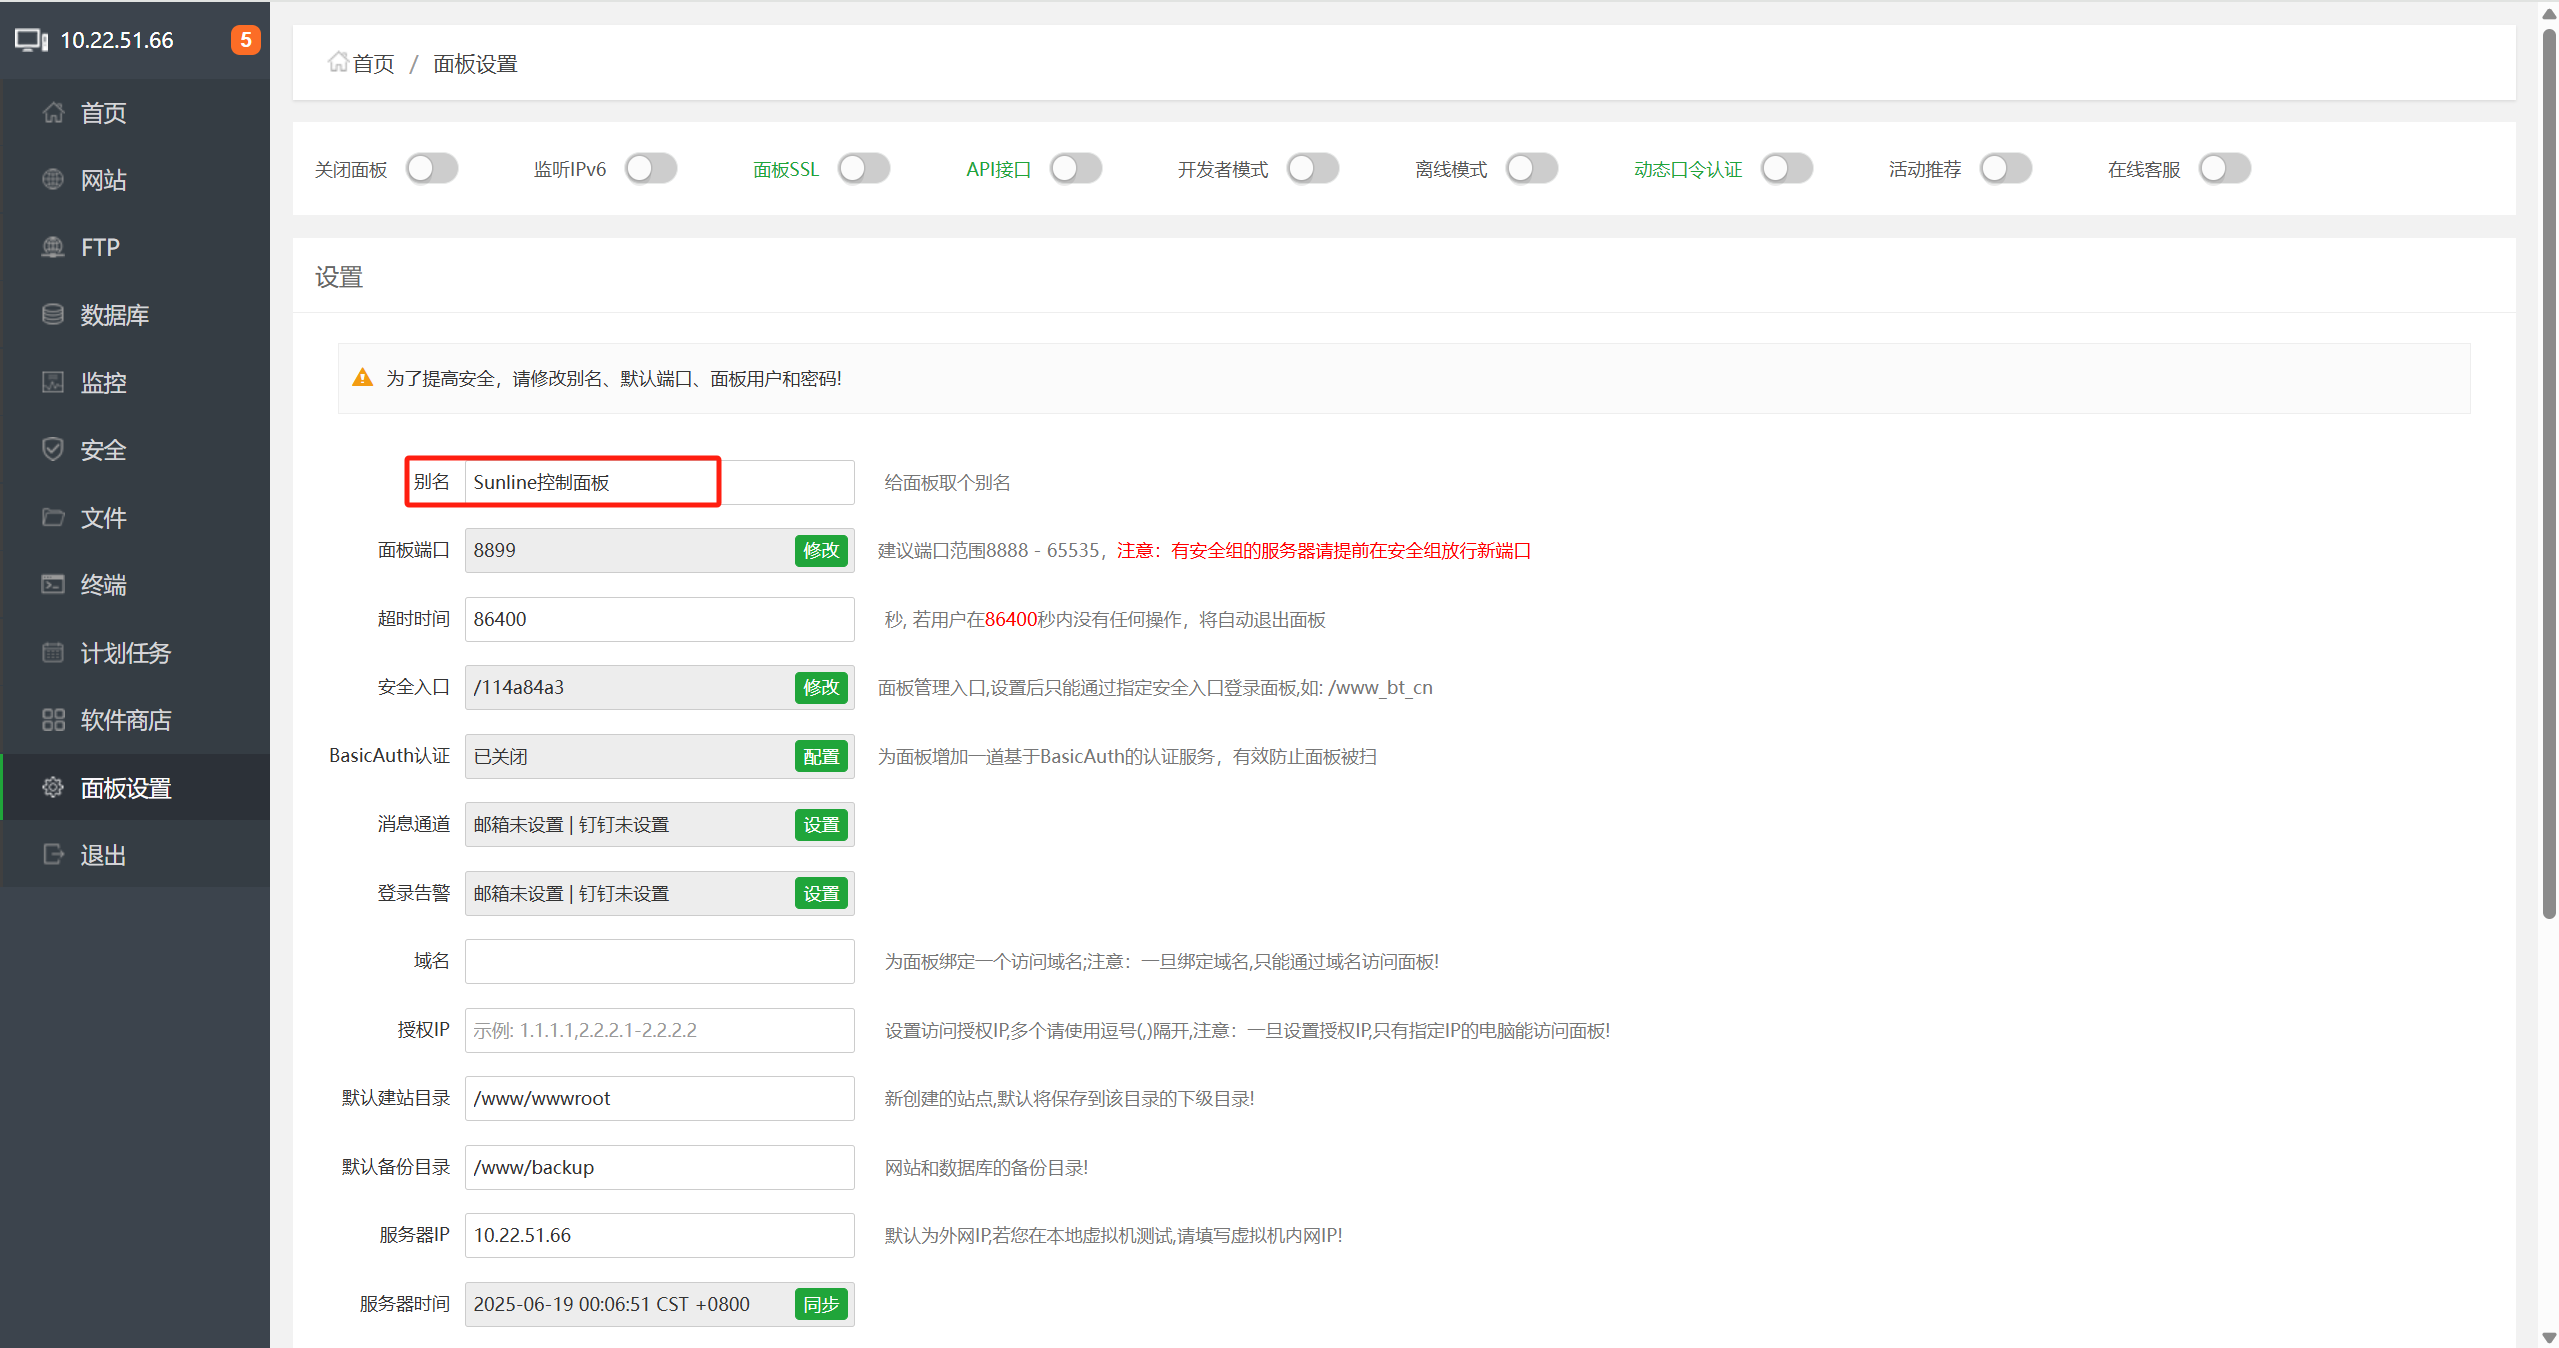 10.22.51.66
5
首页
网站
FTP
数据库
监控
安全
文件
终端
计划任务
软件商店
面板设置
退出
首页 / 面板设置
关闭面板 监听IPv6 面板SSL API接口 开发者模式 离线模式 动态口令认证 活动推荐 在线客服
设置
为了提高安全，请修改别名、默认端口、面板用户和密码!
别名 Sunline控制面板 给面板取个别名
面板端口 8899 修改 建议端口范围8888 - 65535，注意：有安全组的服务器请提前在安全组放行新端口
超时时间 86400 秒, 若用户在86400秒内没有任何操作，将自动退出面板
安全入口 /114a84a3 修改 面板管理入口,设置后只能通过指定安全入口登录面板,如: /www_bt_cn
BasicAuth认证 已关闭 配置 为面板增加一道基于BasicAuth的认证服务，有效防止面板被扫
消息通道 邮箱未设置 | 钉钉未设置 设置
登录告警 邮箱未设置 | 钉钉未设置 设置
域名 为面板绑定一个访问域名;注意：一旦绑定域名,只能通过域名访问面板!
授权IP 示例: 1.1.1.1,2.2.2.1-2.2.2.2 设置访问授权IP,多个请使用逗号(,)隔开,注意：一旦设置授权IP,只有指定IP的电脑能访问面板!
默认建站目录 /www/wwwroot 新创建的站点,默认将保存到该目录的下级目录!
默认备份目录 /www/backup 网站和数据库的备份目录!
服务器IP 10.22.51.66 默认为外网IP,若您在本地虚拟机测试,请填写虚拟机内网IP!
服务器时间 2025-06-19 00:06:51 CST +0800 同步